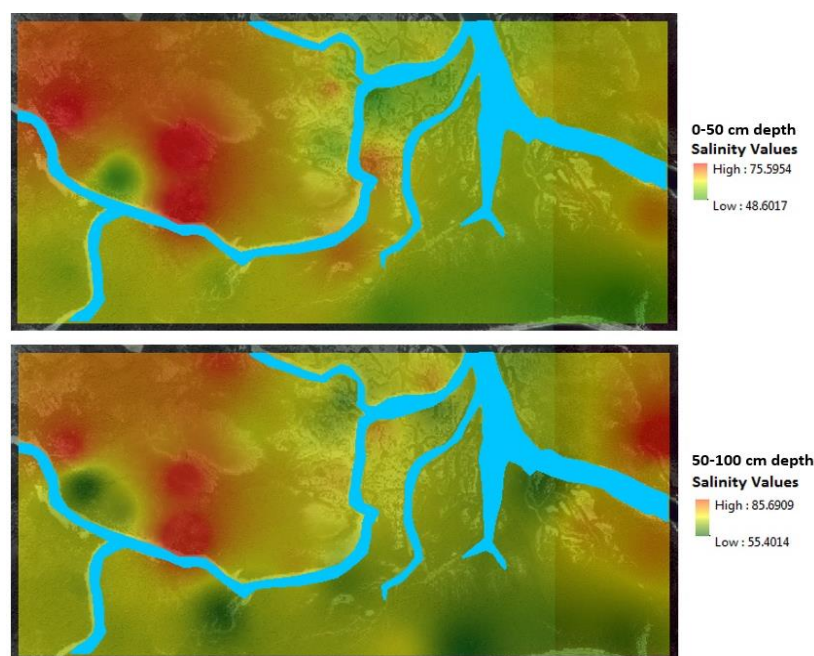 0-50 cm depth
Salinity Values
High : 75.5954
Low : 48.6017
50-100 cm depth
Salinity Values
High : 85.6909
Low : 55.4014